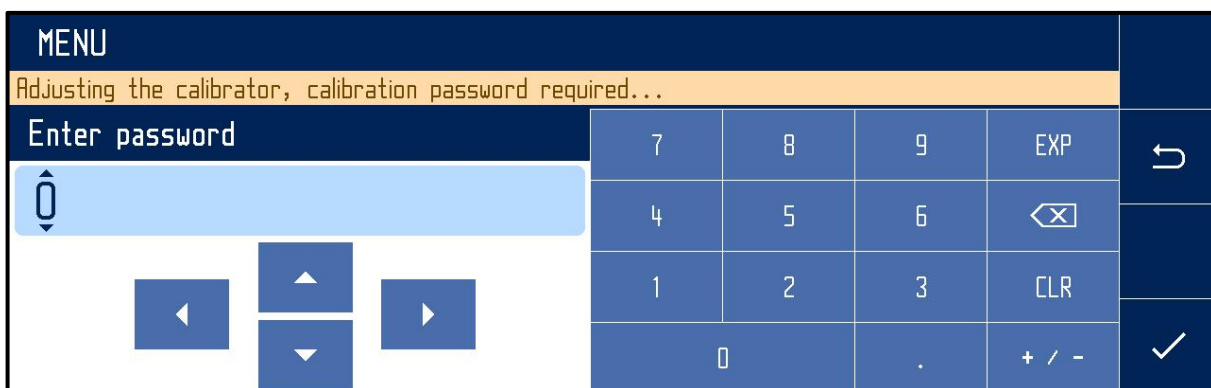 MENU
Adjusting the calibrator, calibration password required...
Enter password
0
7 8 9 EXP
4 5 6
1 2 3 CLR
0 . + / -